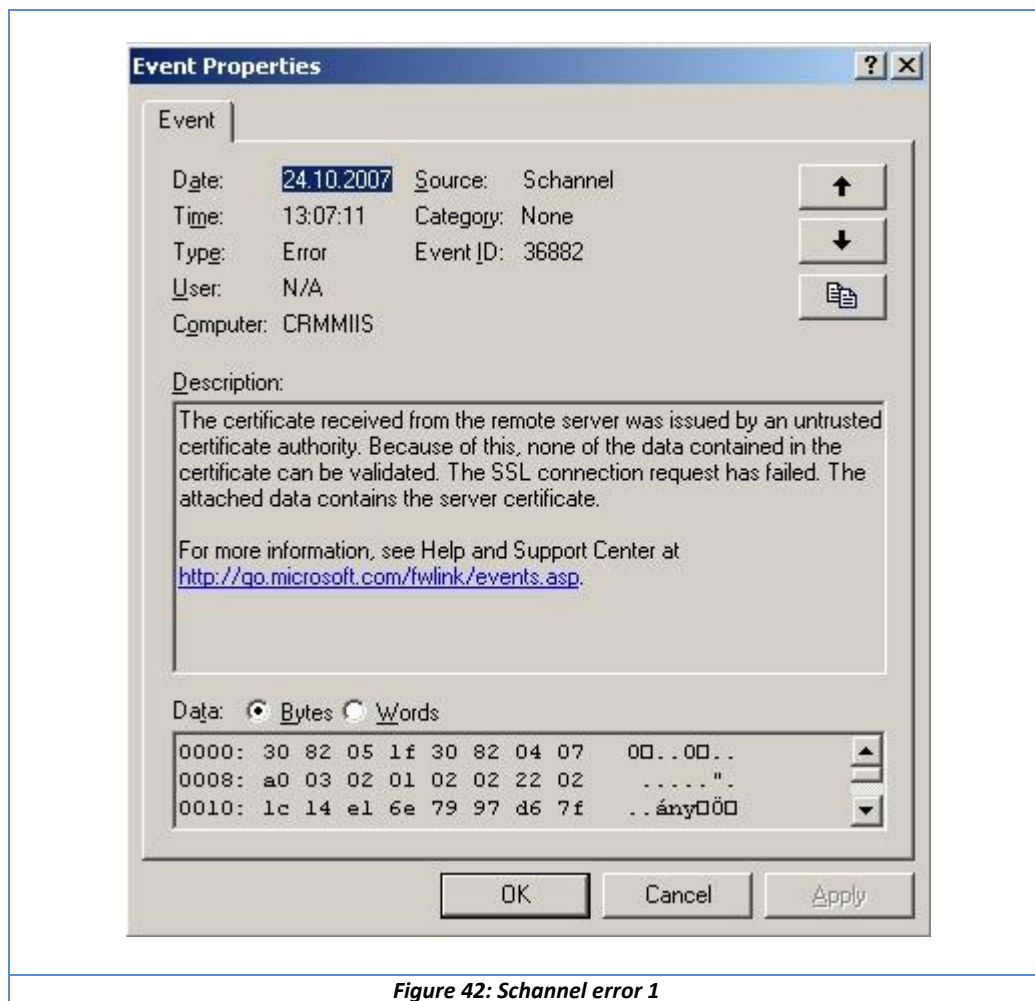 Event Properties
Event
Date: 24.10.2007 Source: Schannel
Time: 13:07:11 Category: None
Type: Error Event ID: 36882
User: N/A
Computer: CRMMIIS
Description:
The certificate received from the remote server was issued by an untrusted
certificate authority. Because of this, none of the data contained in the
certificate can be validated. The SSL connection request has failed. The
attached data contains the server certificate.
For more information, see Help and Support Center at
http://go.microsoft.com/fwlink/events.asp.
Data: Bytes Words
0000: 30 82 05 1f 30 82 04 07 0□..0□..
0008: a0 03 02 01 02 02 22 02 .....".
0010: 1c 14 e1 6e 79 97 d6 7f ..ány□Ö□
OK Cancel Apply
Figure 42: Schannel error 1